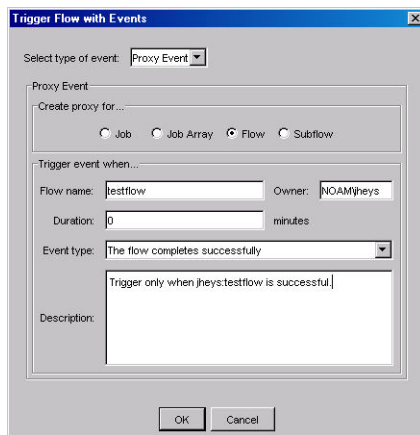 Trigger Flow with Events
Select type of event: Proxy Event
Proxy Event
Create proxy for...
Job Job Array Flow Subflow
Trigger event when...
Flow name: testflow Owner: NOAM\jheys
Duration: 0 minutes
Event type: The flow completes successfully
Trigger only when jheys:testflow is successful.
Description:
OK Cancel